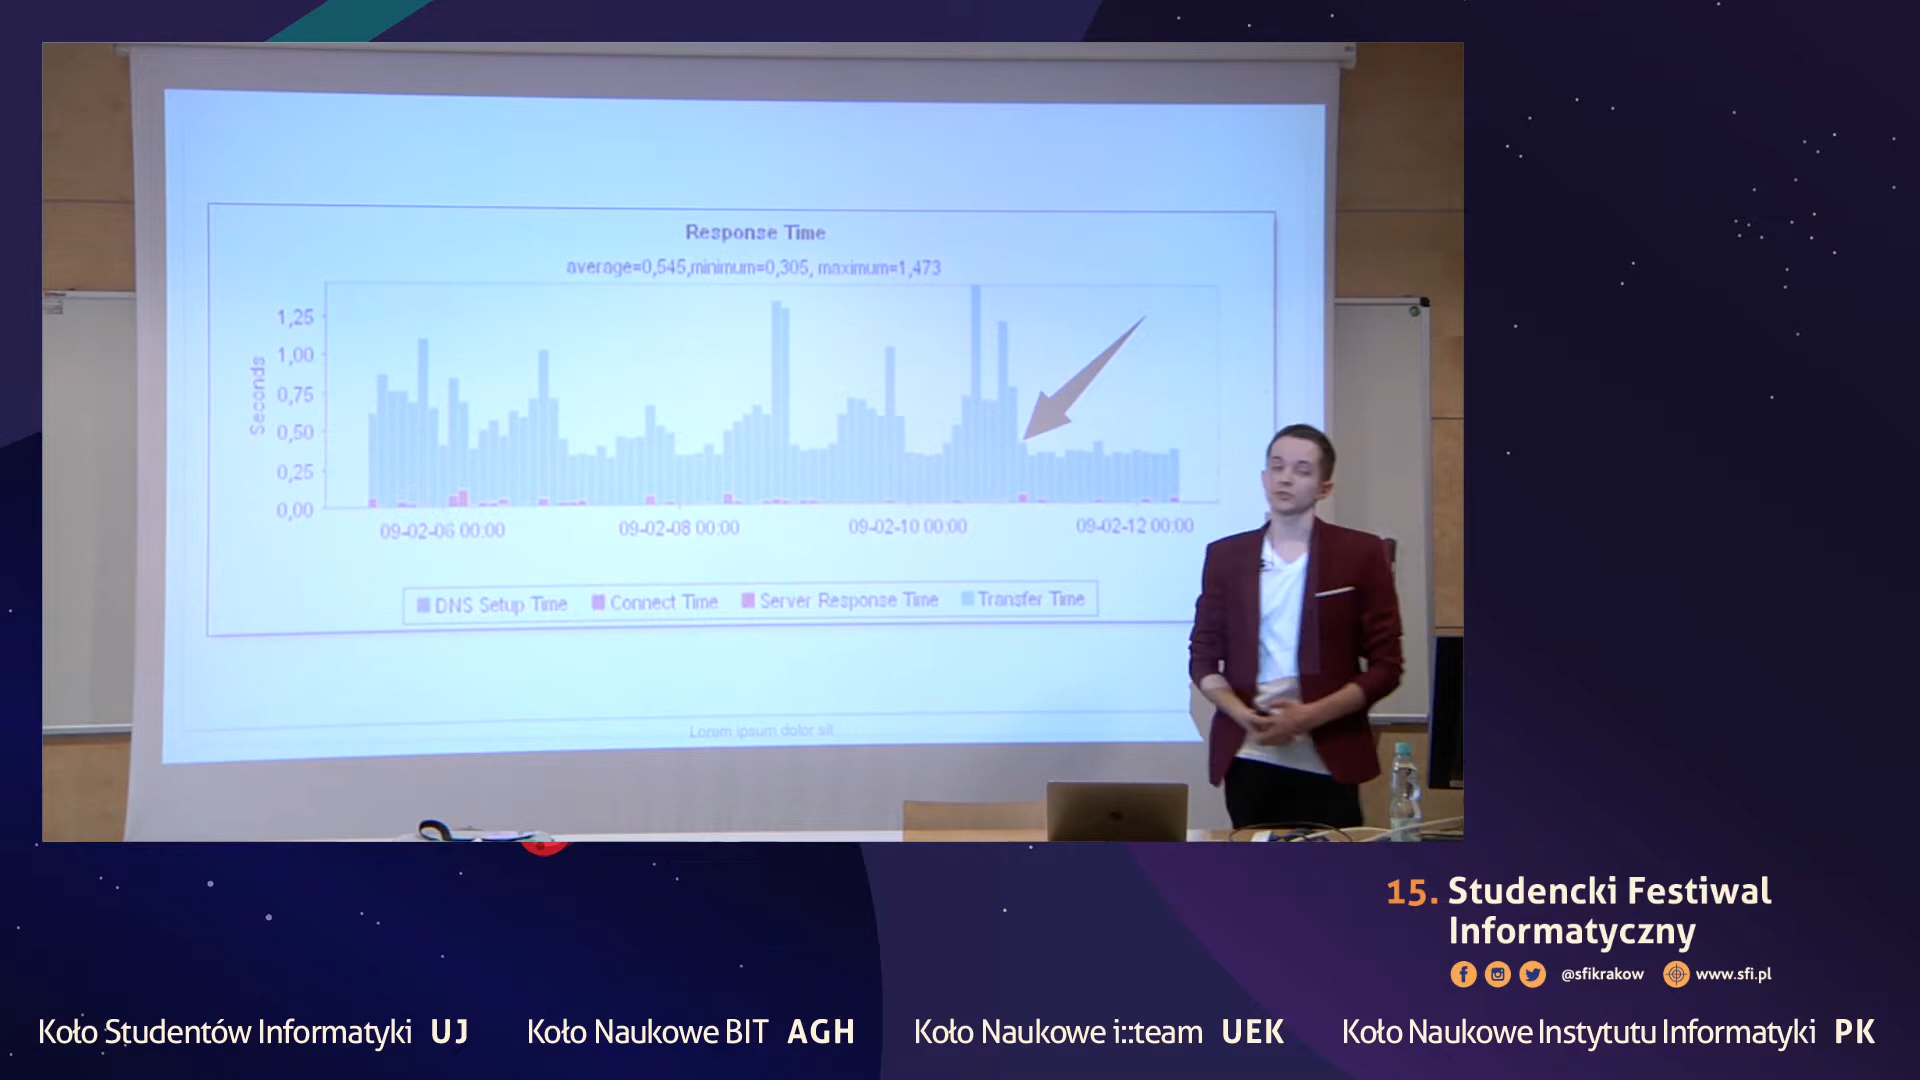 Response Time
average=0,545,minimum=0,305, maximum=1,473
Seconds
1,25
1,00
0,75
0,50
0,25
0,00
09-02-06 00:00
09-02-08 00:00
09-02-10 00:00
09-02-12 00:00
DNS Setup Time
Connect Time
Server Response Time
Transfer Time
Lorem ipsum dolor sit
15. Studencki Festiwal
Informatyczny
@sfikrakow
www.sfi.pl
Koło Studentów Informatyki UJ
Koło Naukowe BIT AGH
Koło Naukowe i::team UEK
Koło Naukowe Instytutu Informatyki PK